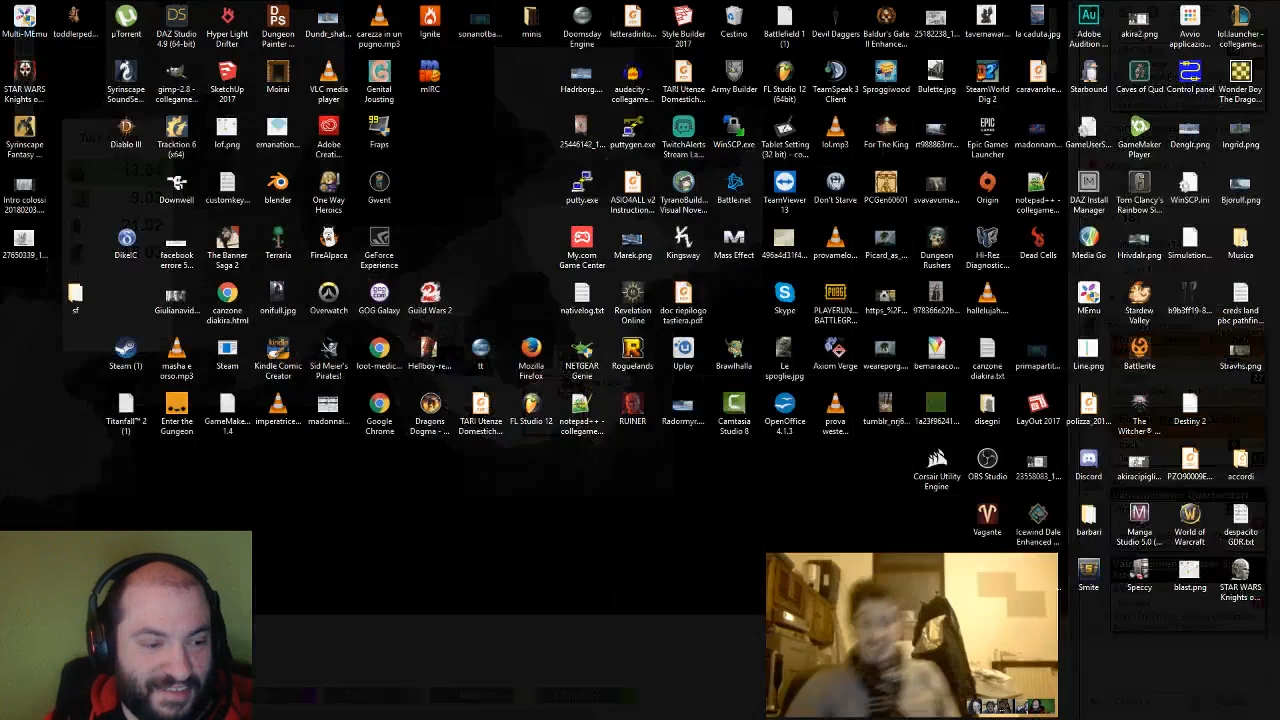 Multi-MEmu
toddlerped...
µTorrent
DAZ Studio
4.9 (64-bit)
Hyper Light
Drifter
Dungeon
Painter ...
Dundr_shat...
carezza in un
pugno.mp3
Ignite
sonanotba...
minis
Doomsday
Engine
letteradirito...
Style Builder
2017
Cestino
Battlefield 1
(1)
Devil Daggers
Baldur's Gate
II Enhance...
25182238_1...
tavernawar...
la caduta.jpg
Adobe
Audition ...
akira2.png
Avvio
applicazio...
lol.launcher -
collegame...
STAR WARS
Knights o...
Syrinscape
SoundSe...
gimp-2.8 -
collegame...
SketchUp
2017
Moirai
VLC media
player
Genital
Jousting
mIRC
Hadrborg....
audacity -
collegame...
TARI Utenze
Domestich...
Army Builder
FL Studio 12
(64bit)
TeamSpeak 3
Client
Sproggiwood
Bulette.jpg
SteamWorld
Dig 2
caravanshe...
Starbound
Caves of Qud
Control panel
Wonder Boy
The Drago...
Syrinscape
Fantasy ...
Diablo III
Tracktion 6
(x64)
lof.png
emanation...
Adobe
Creati...
Fraps
25446142_1...
puttygen.exe
TwitchAlerts
Stream La...
WinSCP.exe
Tablet Setting
(32 bit) - co...
lol.mp3
For The King
rt988863rrr...
Epic Games
Launcher
madonnam...
GameUserS...
GameMaker
Player
Denglr.png
Ingrid.png
Intro colossi
20180203....
Downwell
customkey...
blender
One Way
Heroics
Gwent
putty.exe
ASIO4ALL v2
Instruction...
TyranoBuild...
Visual Nove...
Battle.net
TeamViewer
13
Don't Starve
PCGen60601
svavavuma...
Origin
notepad++ -
collegame...
DAZ Install
Manager
Tom Clancy's
Rainbow Si...
WinSCP.ini
Bjorulf.png
27650339_1...
DikeIC
facebook
errore 5...
The Banner
Saga 2
Terraria
FireAlpaca
GeForce
Experience
My.com
Game Center
Marek.png
Kingsway
Mass Effect
496a4d31f4...
provamelo...
Picard_as_...
Dungeon
Rushers
Hi-Rez
Diagnostic...
Dead Cells
Media Go
Hrivdalr.png
Simulation...
Musica
sf
Giulianavid...
canzone
diakira.html
onifull.jpg
Overwatch
GOG Galaxy
Guild Wars 2
nativelog.txt
Revelation
Online
doc riepilogo
tastiera.pdf
Skype
PLAYERUN...
BATTLEGR...
https_%2F...
978366e22b...
hallelujah....
MEmu
Stardew
Valley
b9b3ff19-8...
creds land
pbc pathfin...
Steam (1)
masha e
orso.mp3
Steam
Kindle Comic
Creator
Sid Meier's
Pirates!
loot-medic...
Hellboy-re...
tt
Mozilla
Firefox
NETGEAR
Genie
Roguelands
Uplay
Brawlhalla
Le
spoglie.jpg
Axiom Verge
weareporg....
bemaraaco...
canzone
diakira.txt
primapartit...
Line.png
Battlerite
Stravhs.png
Titanfall™ 2
(1)
Enter the
Gungeon
GameMake...
1.4
imperatrice...
madonnai...
Google
Chrome
Dragons
Dogma - ...
TARI Utenze
Domestich...
FL Studio 12
notepad++ -
collegame...
RUINER
Radormyr....
Camtasia
Studio 8
OpenOffice
4.1.3
prova
weste...
tumblr_nrj6...
1a23f96241...
disegni
LayOut 2017
polizza_201...
The
Witcher® ...
Destiny 2
Corsair Utility
Engine
OBS Studio
23558083_1...
Discord
akiracipigli...
PZO90009E...
accordi
Vagante
Icewind Dale
Enhanced ...
barbari
Manga
Studio 5.0 (...
World of
Warcraft
despacito
GDR.txt
Smite
Speccy
blast.png
STAR WARS
Knights o...